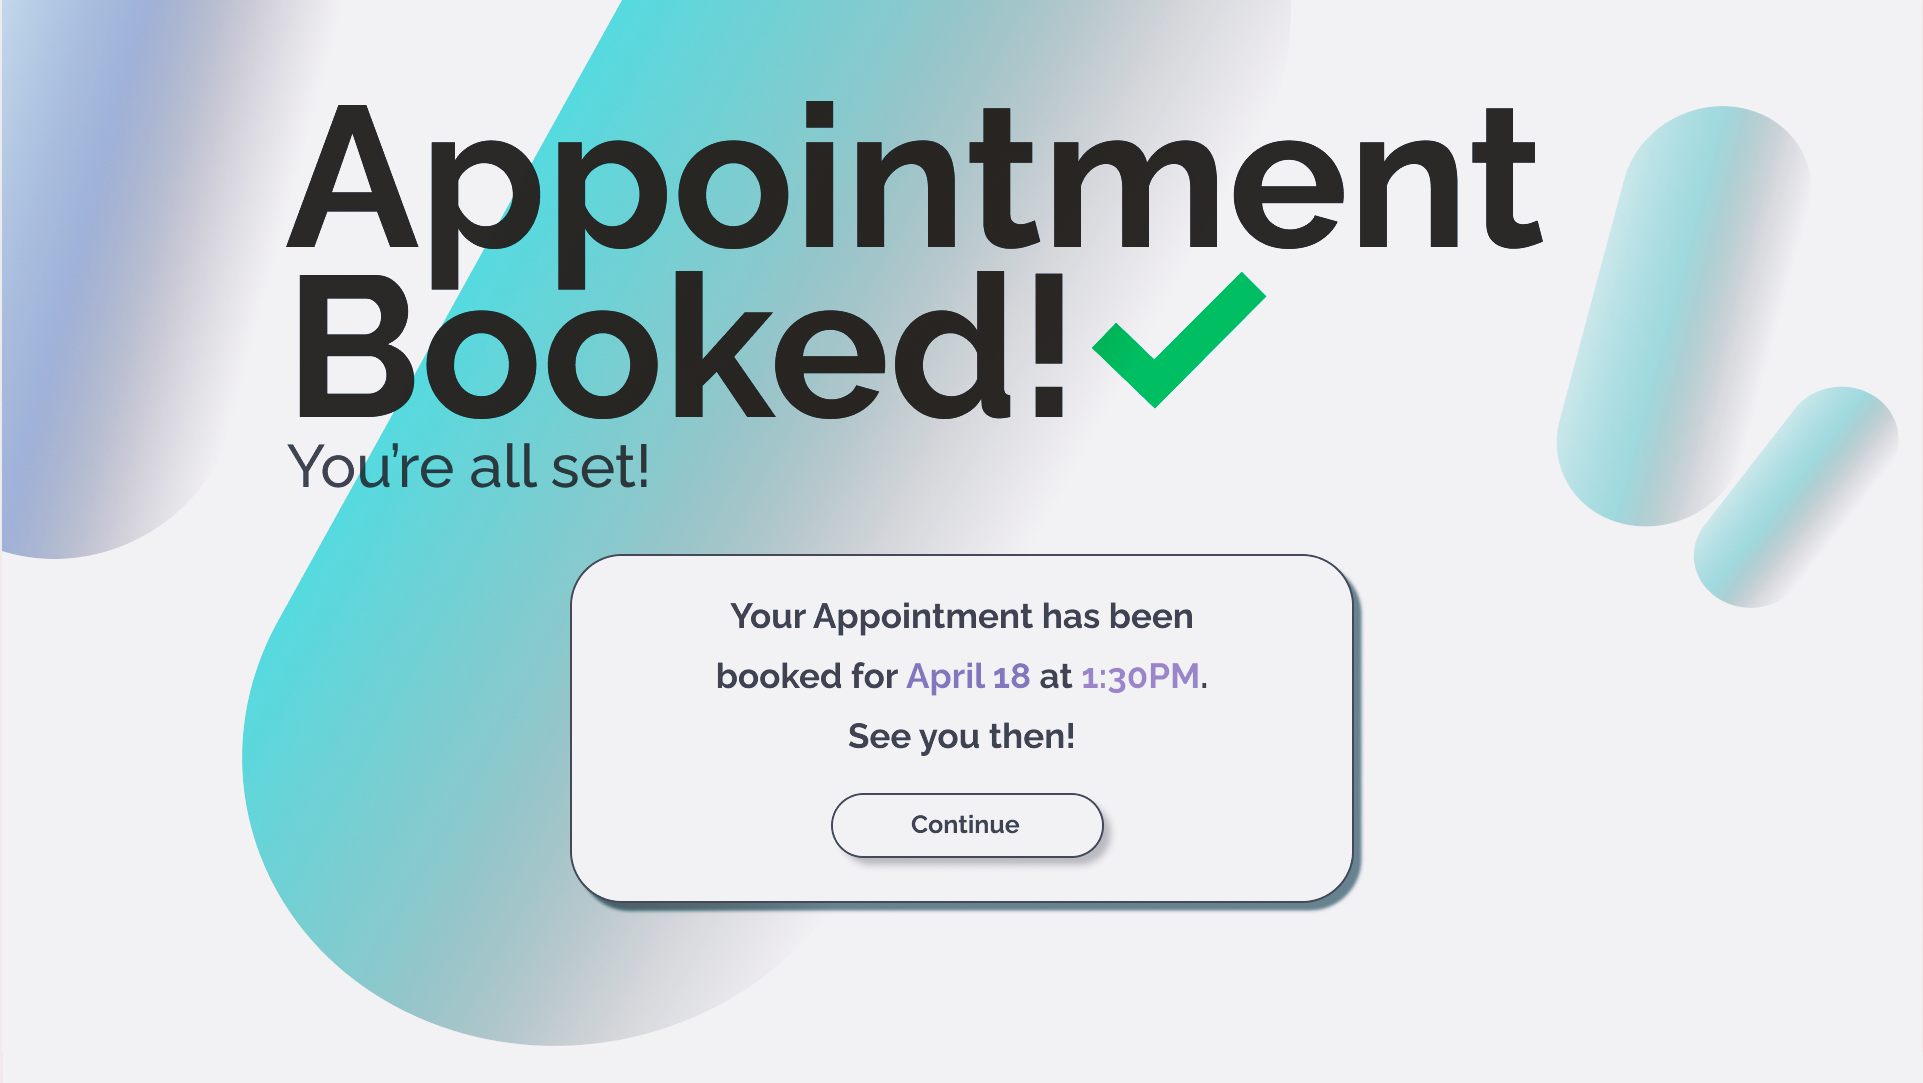 Appointment
Booked!
You’re all set!
Your Appointment has been
booked for April 18 at 1:30PM.
See you then!
Continue